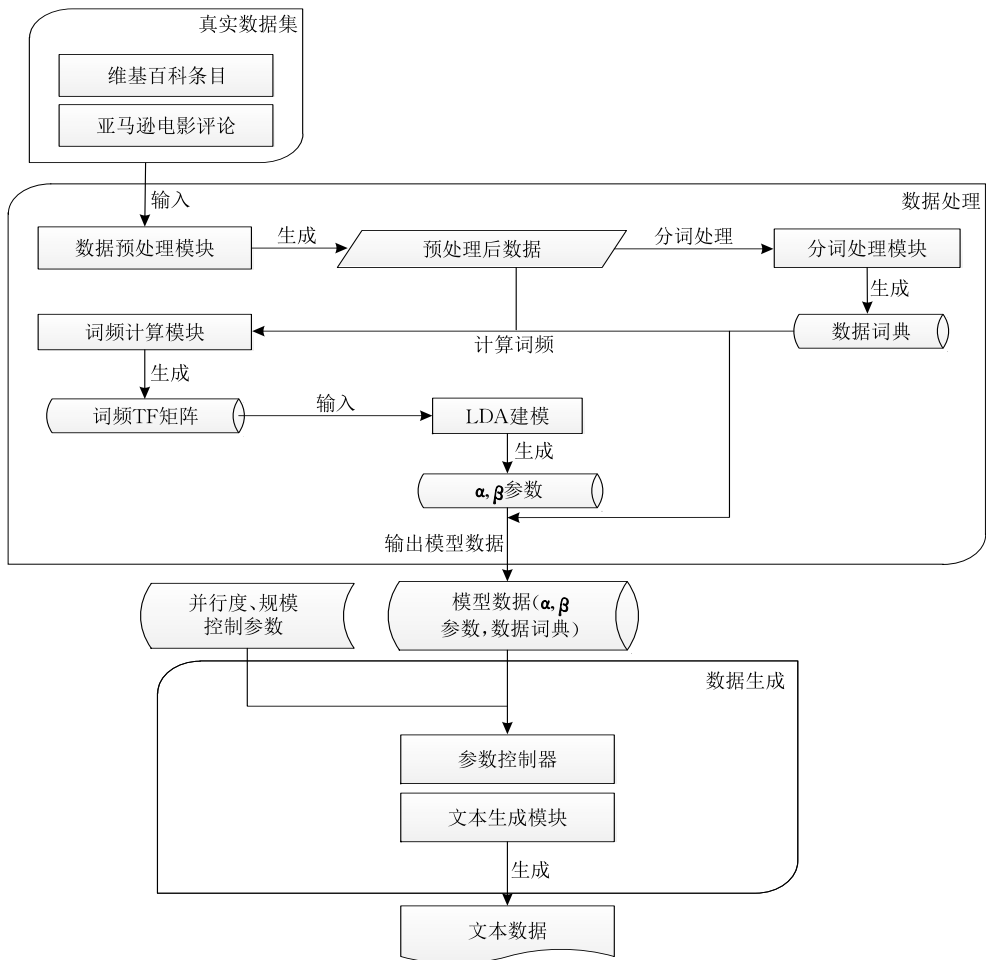 真实数据集
维基百科条目
亚马逊电影评论
输入
数据处理
数据预处理模块
生成
预处理后数据
分词处理
分词处理模块
生成
词频计算模块
计算词频
数据词典
生成
词频TF矩阵
输入
LDA建模
生成
α,β参数
输出模型数据
并行度、规模
控制参数
模型数据(α,β
参数,数据词典)
数据生成
参数控制器
文本生成模块
生成
文本数据